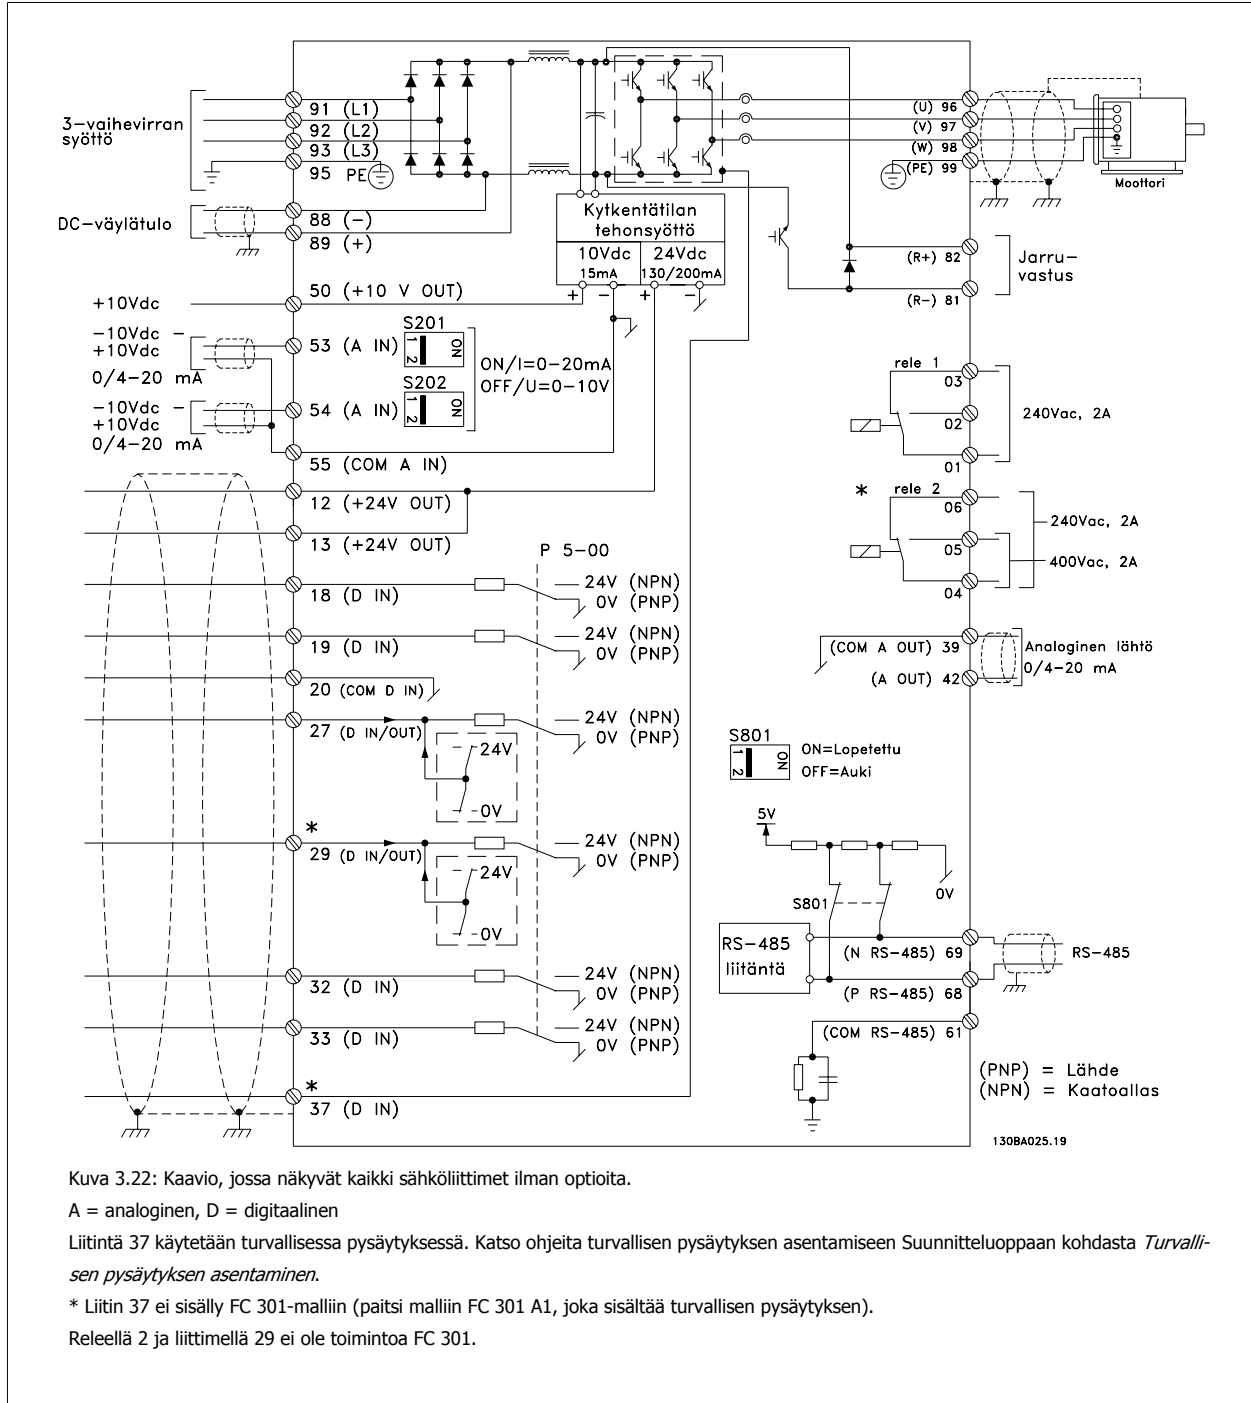 3-vaihevirran
syöttö
91 (L1)
92 (L2)
93 (L3)
95 PE
DC-väylätulo
88 (-)
89 (+)
Kytkentätilan
tehonsyöttö
10Vdc
15mA
24Vdc
130/200mA
+ - + -
(U) 96
(V) 97
(W) 98
(PE) 99
Moottori
(R+) 82
(R-) 81
Jarru-
vastus
+10Vdc
50 (+10 V OUT)
-10Vdc -
+10Vdc
0/4-20 mA
53 (A IN)
S201
1 2 ON
ON/I=0-20mA
OFF/U=0-10V
-10Vdc -
+10Vdc
0/4-20 mA
54 (A IN)
S202
1 2 ON
55 (COM A IN)
12 (+24V OUT)
13 (+24V OUT)
rele 1
03
02
01
240Vac, 2A
* rele 2
06
05
04
240Vac, 2A
400Vac, 2A
P 5-00
18 (D IN)
24V (NPN)
0V (PNP)
19 (D IN)
24V (NPN)
0V (PNP)
20 (COM D IN)
27 (D IN/OUT)
24V (NPN)
0V (PNP)
24V
0V
*
29 (D IN/OUT)
24V (NPN)
0V (PNP)
24V
0V
32 (D IN)
24V (NPN)
0V (PNP)
33 (D IN)
24V (NPN)
0V (PNP)
*
37 (D IN)
(COM A OUT) 39
(A OUT) 42
Analoginen lähtö
0/4-20 mA
S801
1 2 ON
ON=Lopetettu
OFF=Auki
5V
S801
0V
RS-485
liitäntä
(N RS-485) 69
(P RS-485) 68
(COM RS-485) 61
RS-485
(PNP) = Lähde
(NPN) = Kaatoallas
130BA025.19
Kuva 3.22: Kaavio, jossa näkyvät kaikki sähköliittimet ilman optioita.
A = analoginen, D = digitaalinen
Liitintä 37 käytetään turvallisessa pysäytyksessä. Katso ohjeita turvallisen pysäytyksen asentamiseen Suunnitteluoppaan kohdasta Turvalli-
sen pysäytyksen asentaminen.
* Liitin 37 ei sisälly FC 301-malliin (paitsi malliin FC 301 A1, joka sisältää turvallisen pysäytyksen).
Releellä 2 ja liittimellä 29 ei ole toimintoa FC 301.